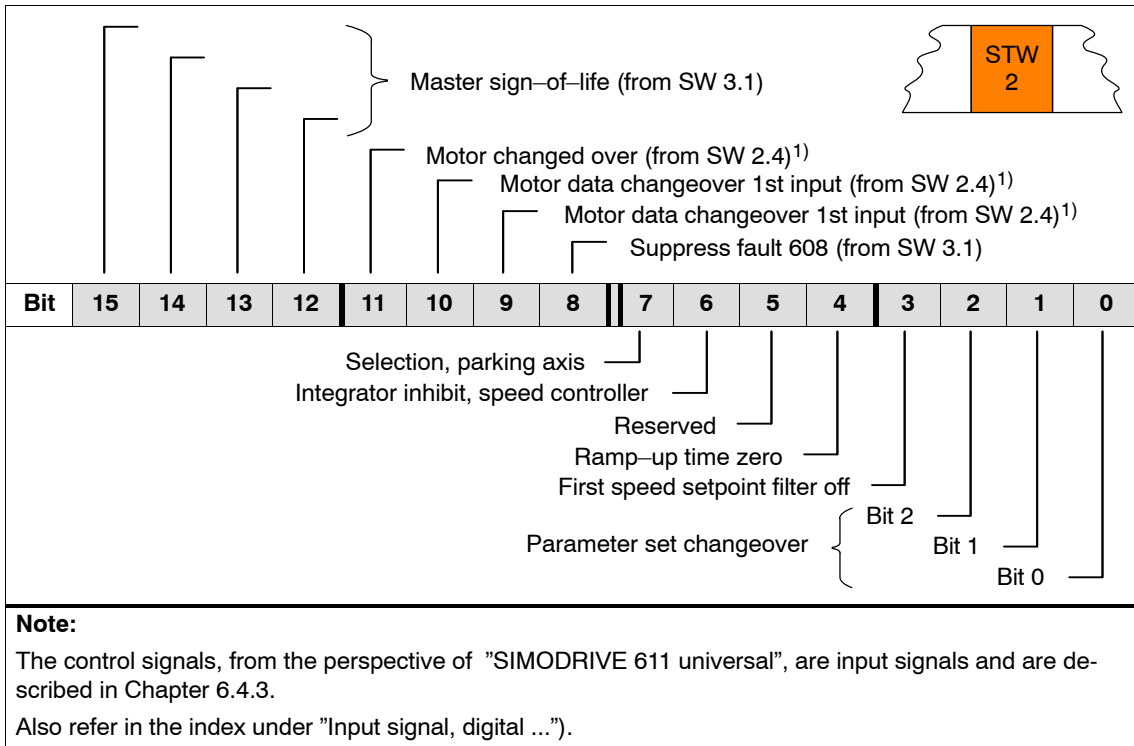 STW
2
Master sign–of–life (from SW 3.1)
Motor changed over (from SW 2.4)1)
Motor data changeover 1st input (from SW 2.4)1)
Motor data changeover 1st input (from SW 2.4)1)
Suppress fault 608 (from SW 3.1)
Bit 15 14 13 12 11 10 9 8 7 6 5 4 3 2 1 0
Selection, parking axis
Integrator inhibit, speed controller
Reserved
Ramp–up time zero
First speed setpoint filter off
Bit 2
Parameter set changeover
Bit 1
Bit 0
Note:
The control signals, from the perspective of ”SIMODRIVE 611 universal”, are input signals and are de-
scribed in Chapter 6.4.3.
Also refer in the index under ”Input signal, digital ...”).